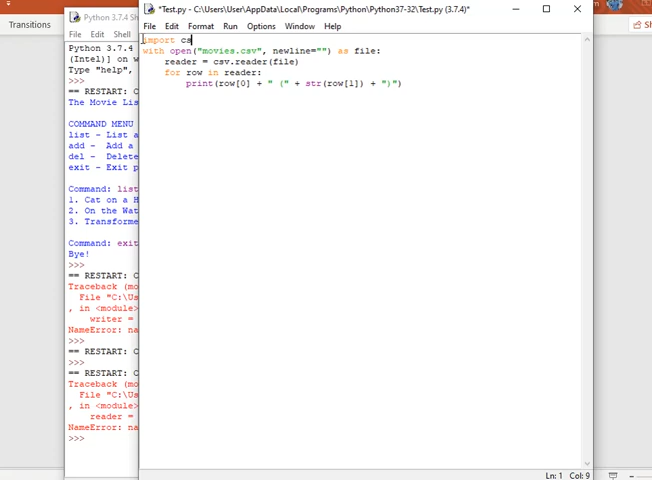 Transitions
Python 3.7.4
File Edit Shell
Python 3.7.4
(Intel)] on w
Type "help",
>>>
== RESTART: C
The Movie Lis
COMMAND MENU
list - List a
add - Add a
del - Delete
exit - Exit p
Command: list
1. Cat on a H
2. On the Wat
3. Transforme
Command: exit
Bye!
>>>
== RESTART: C
Traceback (mo
File "C:\Us
, in <module>
writer =
NameError: na
>>>
== RESTART: C
>>>
== RESTART: C
Traceback (mo
File "C:\Us
, in <module>
reader =
NameError: na
>>>
*Test.py - C:\Users\User\AppData\Local\Programs\Python\Python37-32\Test.py (3.7.4)*
File Edit Format Run Options Window Help
import cs
with open("movies.csv", newline="") as file:
reader = csv.reader(file)
for row in reader:
print(row[0] + " (" + str(row[1]) + ")")
Ln: 1 Col: 9